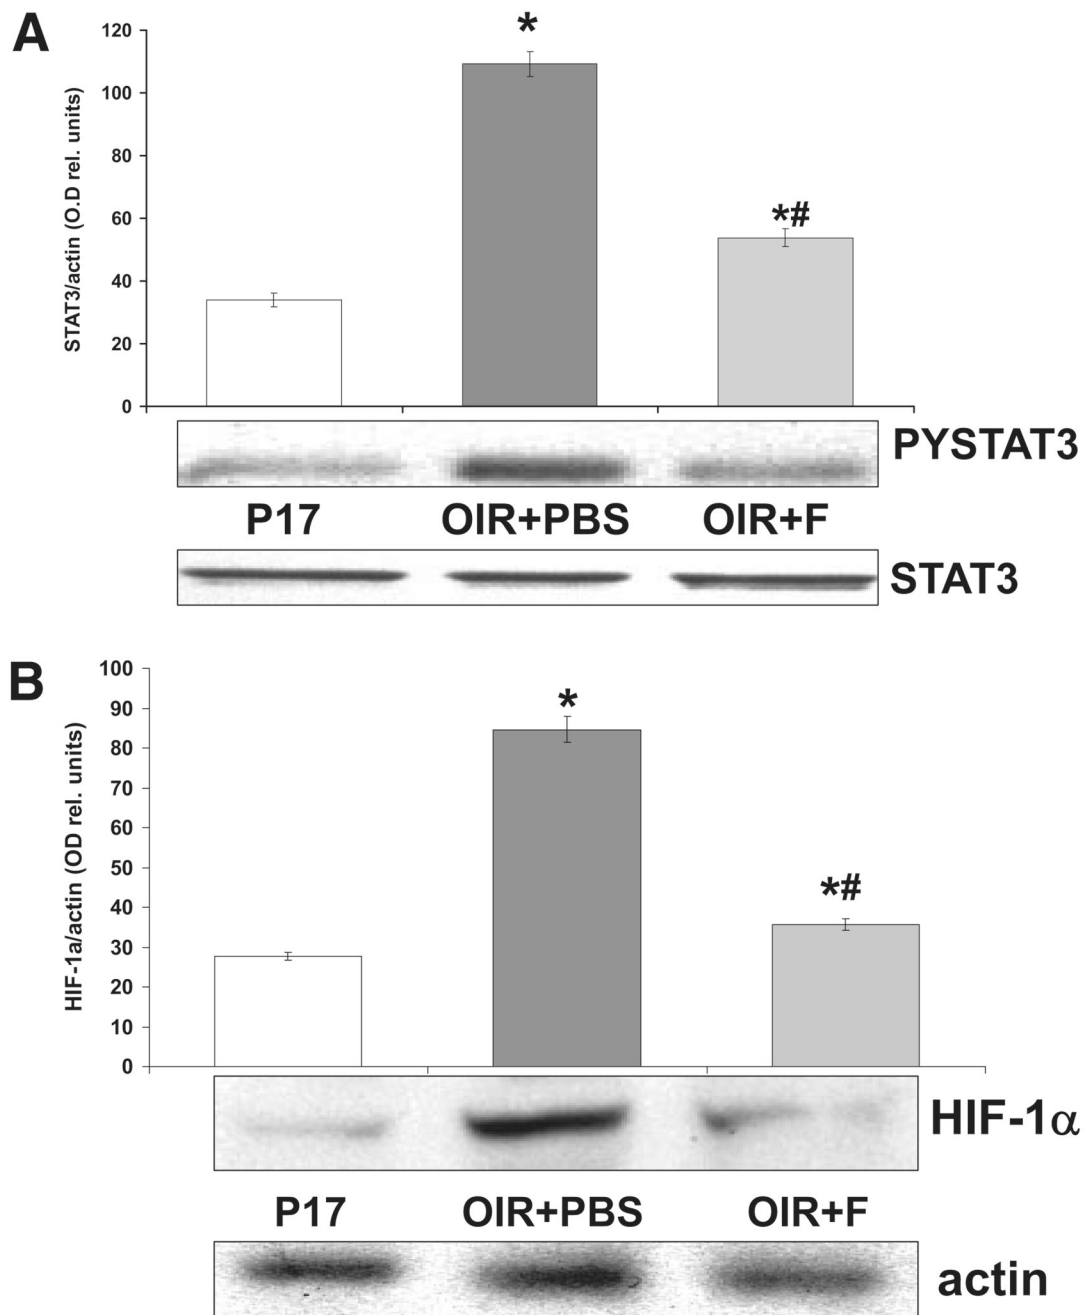 A
120
*
100
80
*#
60
40
20
0
STAT3/actin (O.D rel. units)
PYSTAT3
P17 OIR+PBS OIR+F
STAT3
B
100
90
*
80
70
60
50
*#
40
30
20
10
0
HIF-1a/actin (OD rel. units)
HIF-1α
P17 OIR+PBS OIR+F
actin